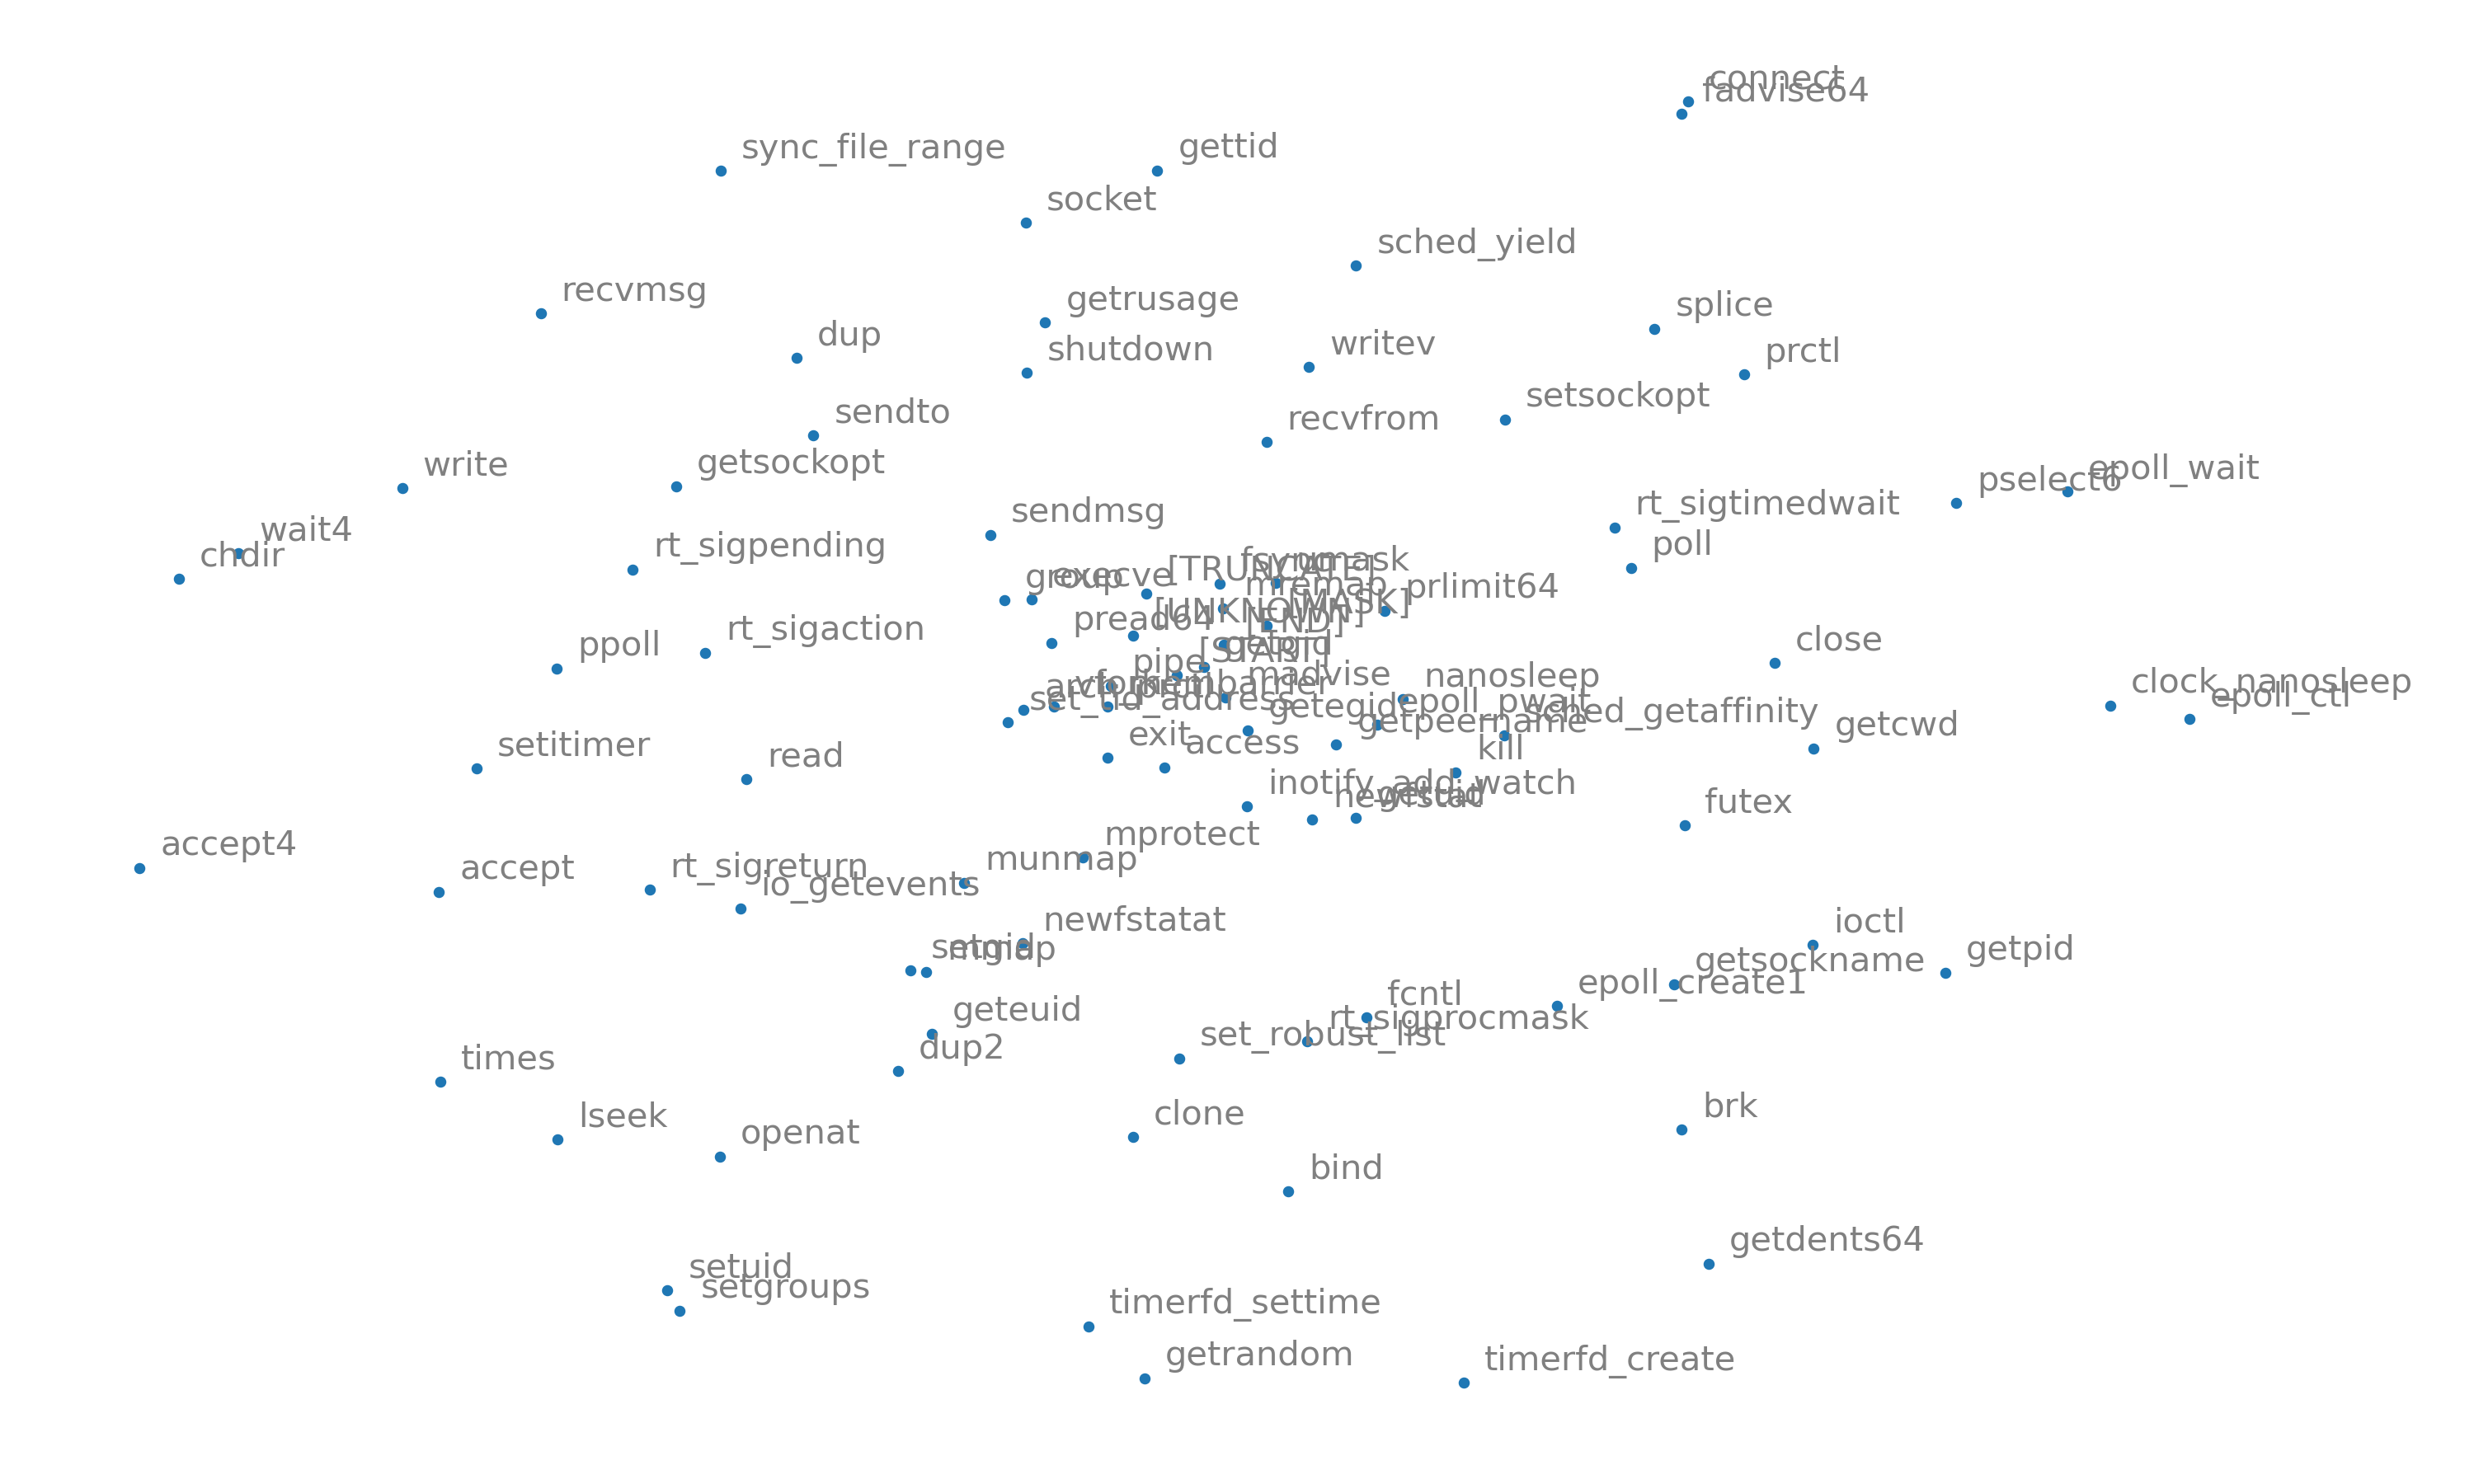 connect
fadvise64
sync_file_range
gettid
socket
sched_yield
recvmsg
getrusage
splice
dup
shutdown
writev
prctl
setsockopt
sendto
recvfrom
write
getsockopt
epoll_wait
pselect6
sendmsg
rt_sigtimedwait
wait4
chdir
rt_sigpending
poll
fsync
umask
[TRUNCATE]
execve
group
mremap
prlimit64
[MASK]
[UNKNOWN]
pread64
[END]
rt_sigaction
ppoll
getgid
[START]
close
pipe
madvise
nanosleep
clock_nanosleep
vfork
membarrier
set_tid_address
getegid
epoll_pwait
epoll_ctl
sched_getaffinity
getpeername
getcwd
exit
access
setitimer
kill
read
inotify_add_watch
newfstat
getuid
futex
mprotect
accept4
munmap
accept
rt_sigreturn
io_getevents
newfstatat
ioctl
setgid
mmap
getsockname
getpid
epoll_create1
fcntl
geteuid
rt_sigprocmask
set_robust_list
dup2
times
lseek
clone
brk
openat
bind
getdents64
setuid
setgroups
timerfd_settime
getrandom
timerfd_create